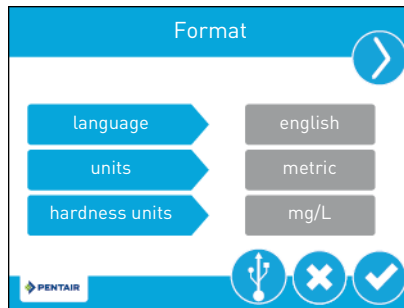 Format
language
english
units
metric
hardness units
mg/L
PENTAIR